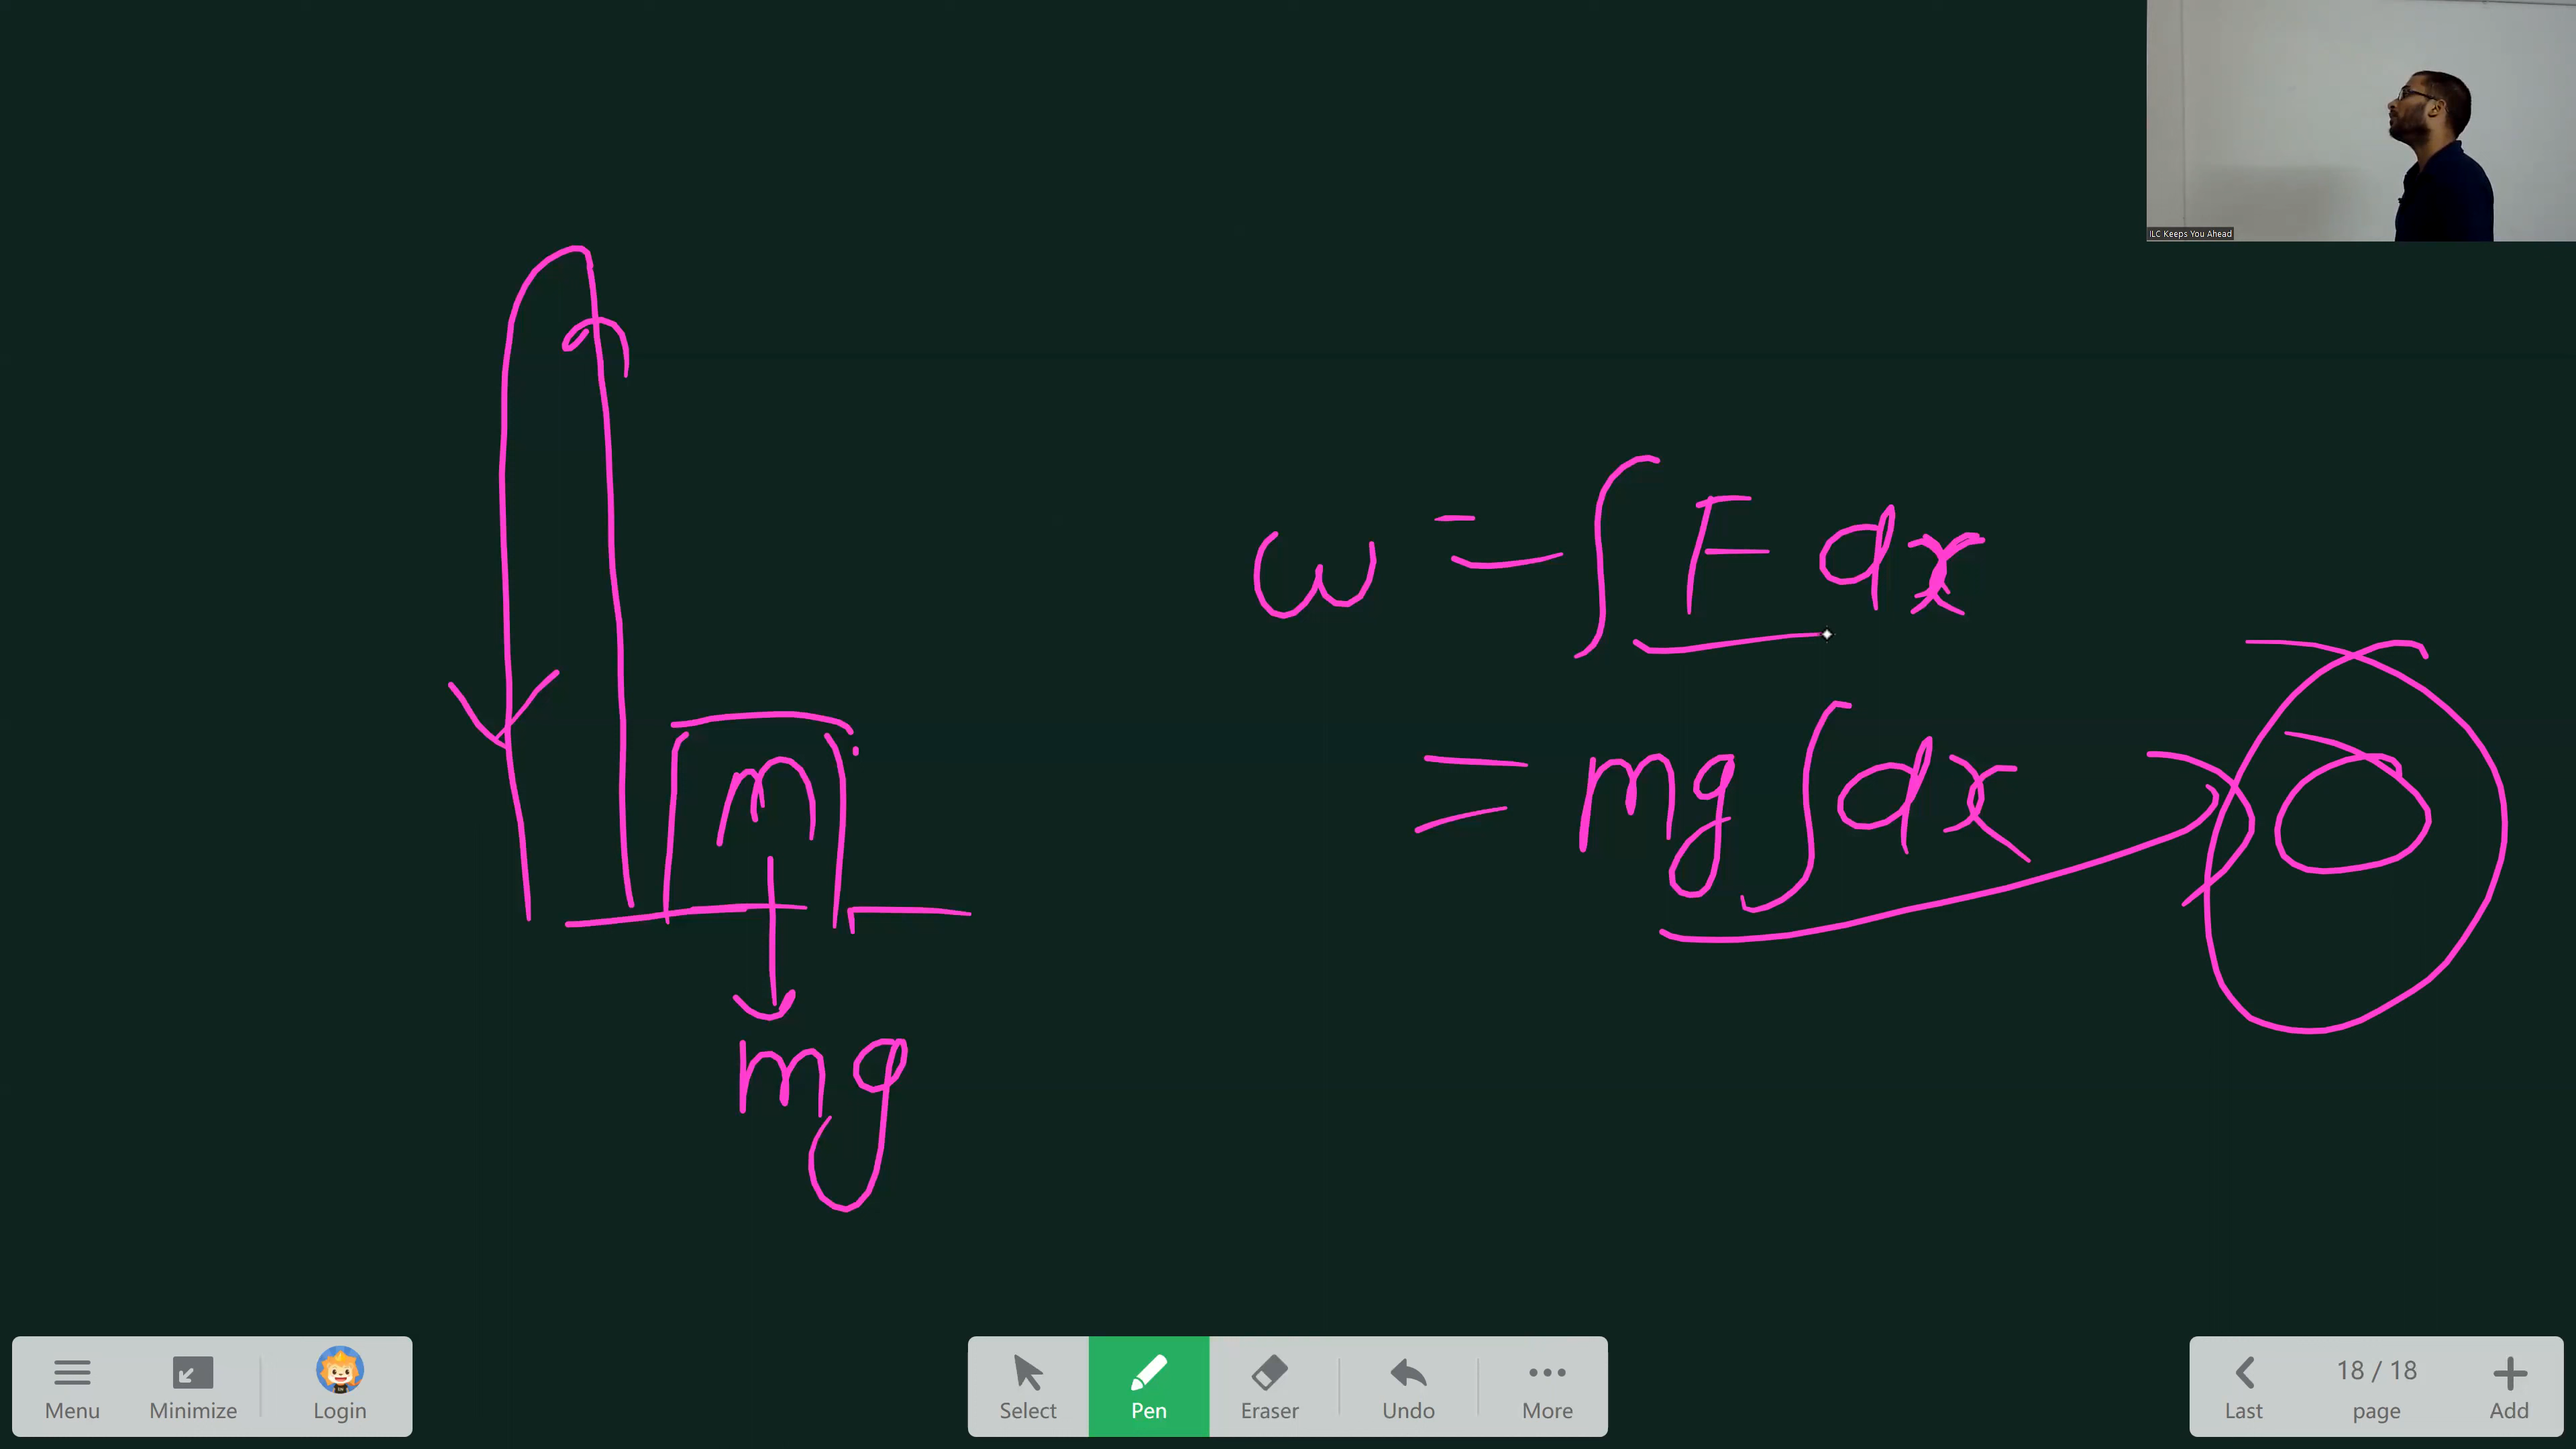 ILC Keeps You Ahead
ω = ∫ F dx
= mg ∫ dx 0
m
mg
Menu
Minimize
Login
Select
Pen
Eraser
Undo
More
Last
18 / 18
page
Add